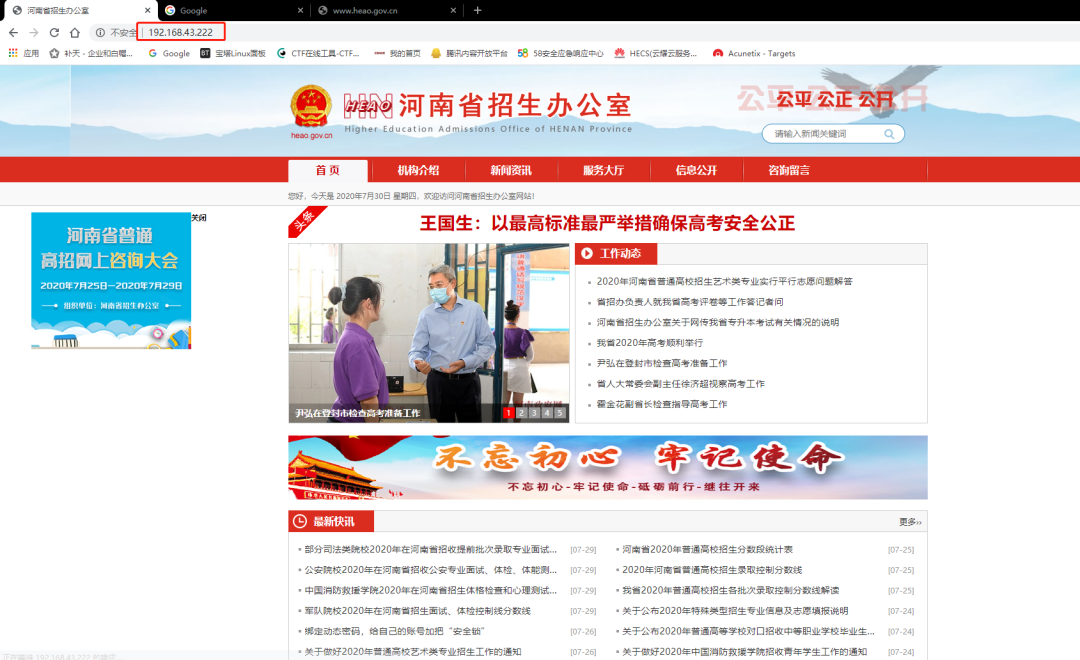 河南省招生办公室
Google
www.heao.gov.cn
不安全
192.168.43.222
应用
补天 - 企业和白帽...
Google
宝塔Linux面板
CTF在线工具-CTF...
我的首页
腾讯内容开放平台
58安全应急响应中心
HECS(云耀云服务...
Acunetix - Targets
HEAO
河南省招生办公室
heao.gov.cn
Higher Education Admissions Office of HENAN Province
公平 公正 公开
请输入新闻关键词
首 页
机构介绍
新闻资讯
服务大厅
信息公开
咨询留言
您好，今天是 2020年7月30日 星期四，欢迎访问河南省招生办公室网站!
关闭
河南省普通
高招网上咨询大会
2020年7月25日—2020年7月29日
组织单位：河南省招生办公室
头条
王国生：以最高标准最严举措确保高考安全公正
尹弘在登封市检查高考准备工作
1 2 3 4 5
工作动态
2020年河南省普通高校招生艺术类专业实行平行志愿问题解答
省招办负责人就我省高考评卷等工作答记者问
河南省招生办公室关于网传我省专升本考试有关情况的说明
我省2020年高考顺利举行
尹弘在登封市检查高考准备工作
省人大常委会副主任徐济超视察高考工作
霍金花副省长检查指导高考工作
不忘初心 牢记使命
不忘初心-牢记使命-砥砺前行-继往开来
最新快讯
更多››
部分司法类院校2020年在河南省招收提前批次录取专业面试... [07-29]
公安院校2020年在河南省招收公安专业面试、体检、体能测... [07-29]
中国消防救援学院2020年在河南省招生体格检查和心理测试... [07-29]
军队院校2020年在河南省招生面试、体检控制线分数线 [07-29]
绑定动态密码，给自己的账号加把“安全锁” [07-26]
关于做好2020年普通高校艺术类专业招生工作的通知 [07-26]
河南省2020年普通高校招生分数段统计表 [07-25]
2020年河南省普通高校招生录取控制分数线 [07-25]
我省2020年普通高校招生各批次录取控制分数线解读 [07-25]
关于公布2020年特殊类型招生专业信息及志愿填报说明 [07-24]
关于公布2020年普通高等学校对口招收中等职业学校毕业生... [07-24]
关于做好2020年中国消防救援学院招收青年学生工作的通知 [07-24]